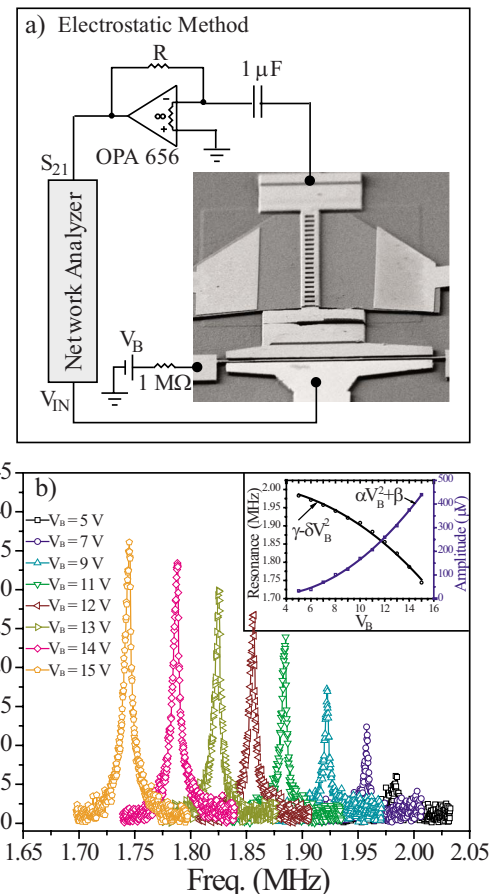 a) Electrostatic Method
R
1 μF
−
∞
+
OPA 656
S21
Network Analyzer
VB
1 MΩ
VIN
b)
VB = 5 V
VB = 7 V
VB = 9 V
VB = 11 V
VB = 12 V
VB = 13 V
VB = 14 V
VB = 15 V
Resonance (MHz)
2.00
1.95
1.90
1.85
1.80
1.75
1.70
γ-δVB²
αVB²+β
500
400
300
200
100
0
Amplitude (μV)
4 6 8 10 12 14 16
VB
1.65 1.70 1.75 1.80 1.85 1.90 1.95 2.00 2.05
Freq. (MHz)